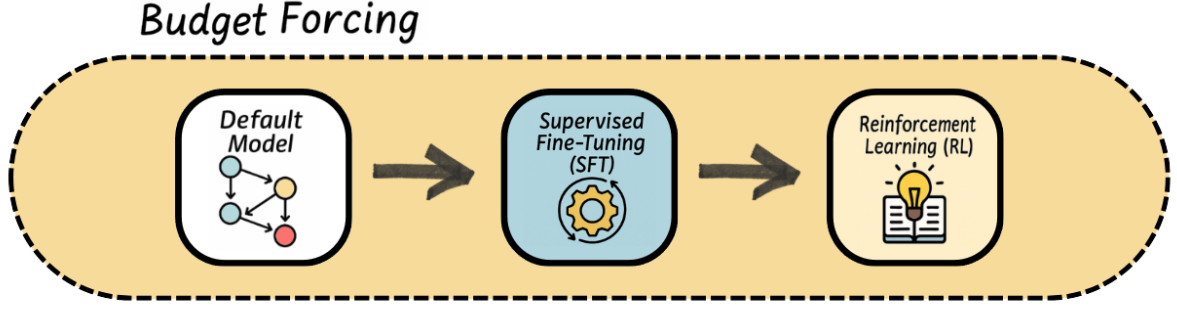 Budget Forcing
Default
Model
Supervised
Fine-Tuning
(SFT)
Reinforcement
Learning (RL)